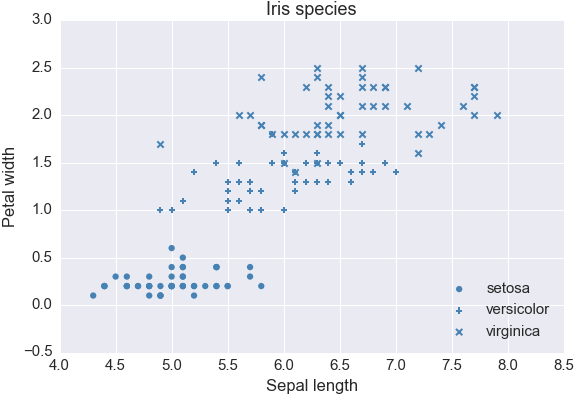 Iris species
3.0
2.5
2.0
1.5
1.0
0.5
0.0
−0.5
Petal width
4.0 4.5 5.0 5.5 6.0 6.5 7.0 7.5 8.0 8.5
Sepal length
setosa
versicolor
virginica